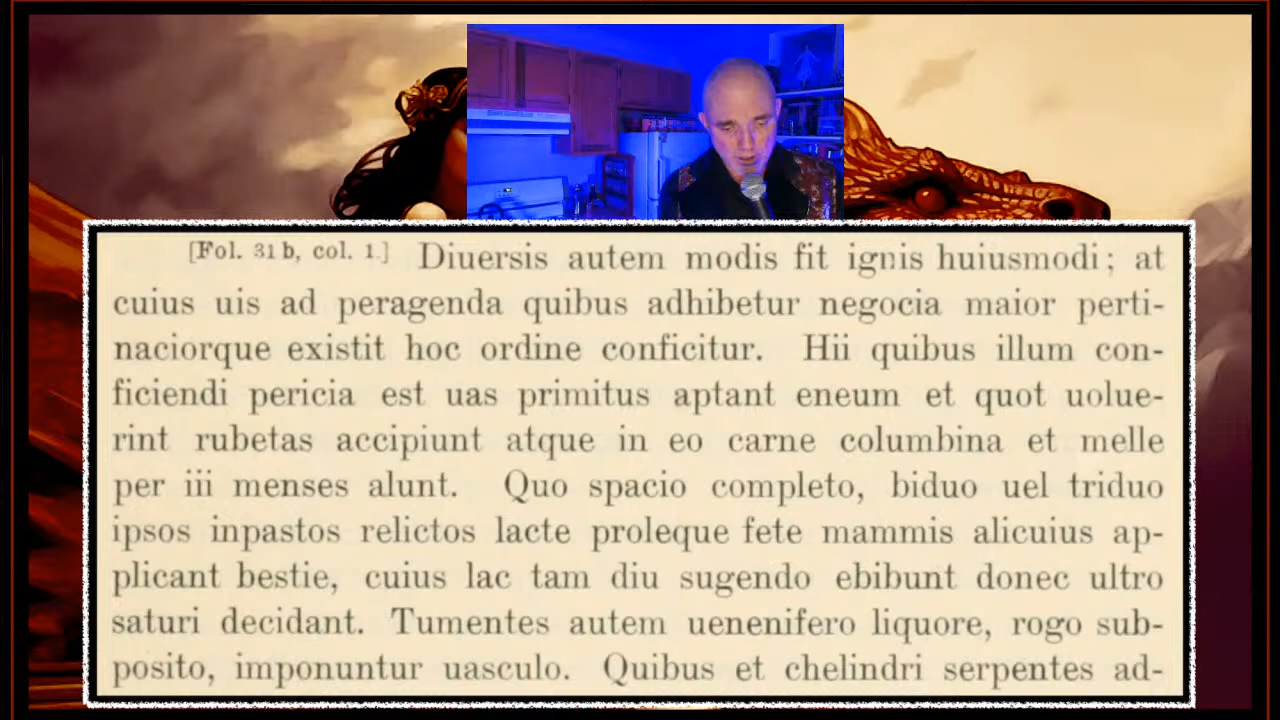 [Fol. 31 b, col. 1.] Diuersis autem modis fit ignis huiusmodi; at
cuius uis ad peragenda quibus adhibetur negocia maior perti-
naciorque existit hoc ordine conficitur. Hii quibus illum con-
ficiendi pericia est uas primitus aptant eneum et quot uolue-
rint rubetas accipiunt atque in eo carne columbina et melle
per iii menses alunt. Quo spacio completo, biduo uel triduo
ipsos inpastos relictos lacte proleque fete mammis alicuius ap-
plicant bestie, cuius lac tam diu sugendo ebibunt donec ultro
saturi decidant. Tumentes autem uenenifero liquore, rogo sub-
posito, imponuntur uasculo. Quibus et chelindri serpentes ad-